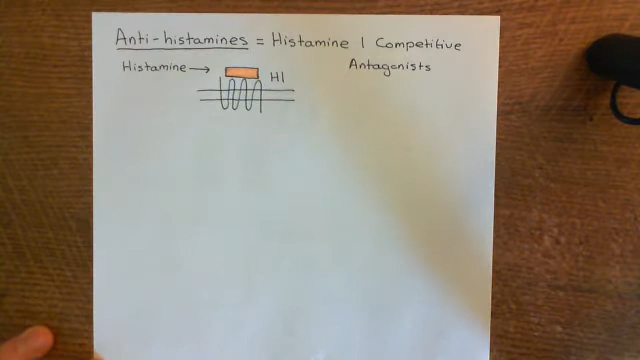 Anti-histamines = Histamine 1 Competitive
Antagonists
Histamine →
H1